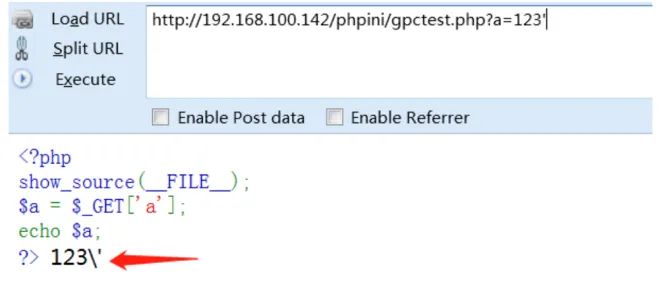 Load URL
http://192.168.100.142/phpini/gpctest.php?a=123'
Split URL
Execute
Enable Post data
Enable Referrer
<?php
show_source(__FILE__);
$a = $_GET['a'];
echo $a;
?> 123\'